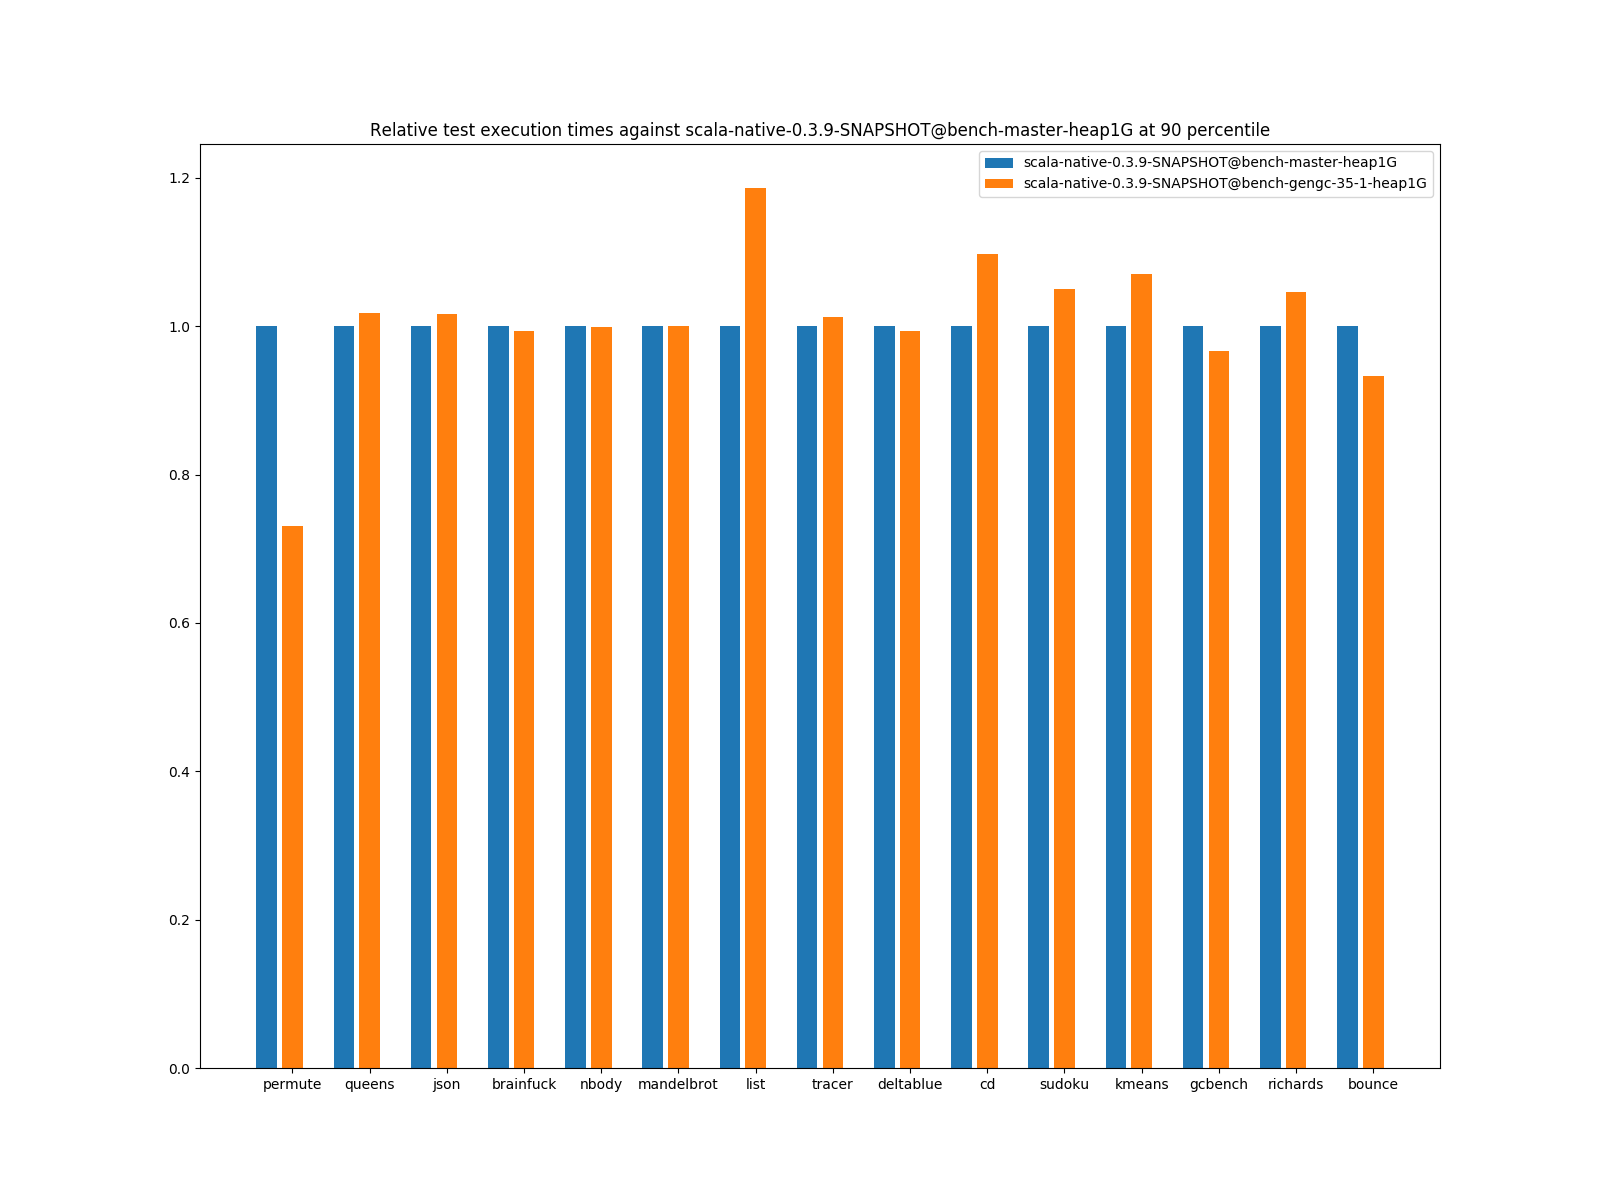 Relative test execution times against scala-native-0.3.9-SNAPSHOT@bench-master-heap1G at 90 percentile
scala-native-0.3.9-SNAPSHOT@bench-master-heap1G
scala-native-0.3.9-SNAPSHOT@bench-gengc-35-1-heap1G
1.2
1.0
0.8
0.6
0.4
0.2
0.0
permute queens json brainfuck nbody mandelbrot list tracer deltablue cd sudoku kmeans gcbench richards bounce